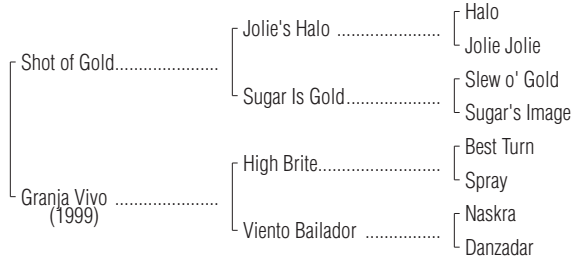 Halo
Jolie's Halo ....................
Jolie Jolie
Shot of Gold....................
Slew o' Gold
Sugar Is Gold..................
Sugar's Image
Best Turn
High Brite........................
Spray
Granja Vivo ....................
(1999)
Naskra
Viento Bailador ...............
Danzadar